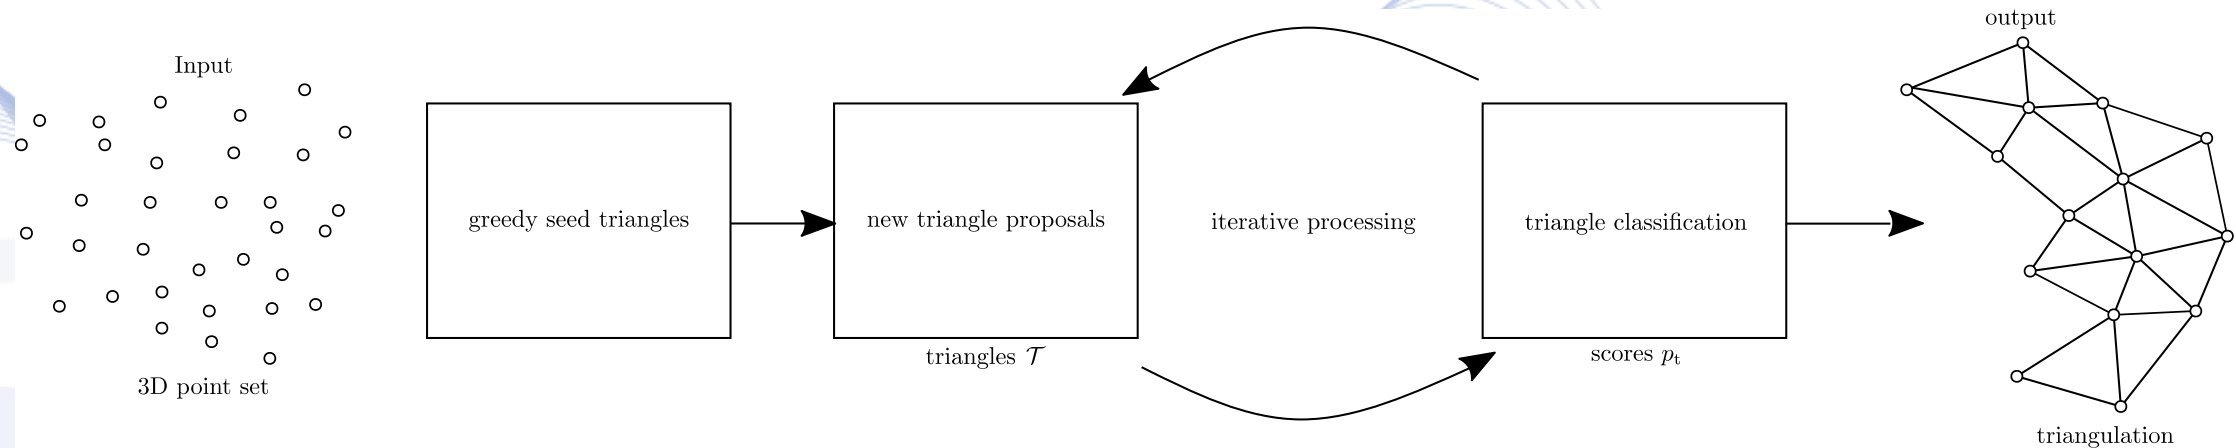 Input
3D point set
greedy seed triangles
new triangle proposals
triangles 𝒯
iterative processing
triangle classification
scores pₜ
output
triangulation